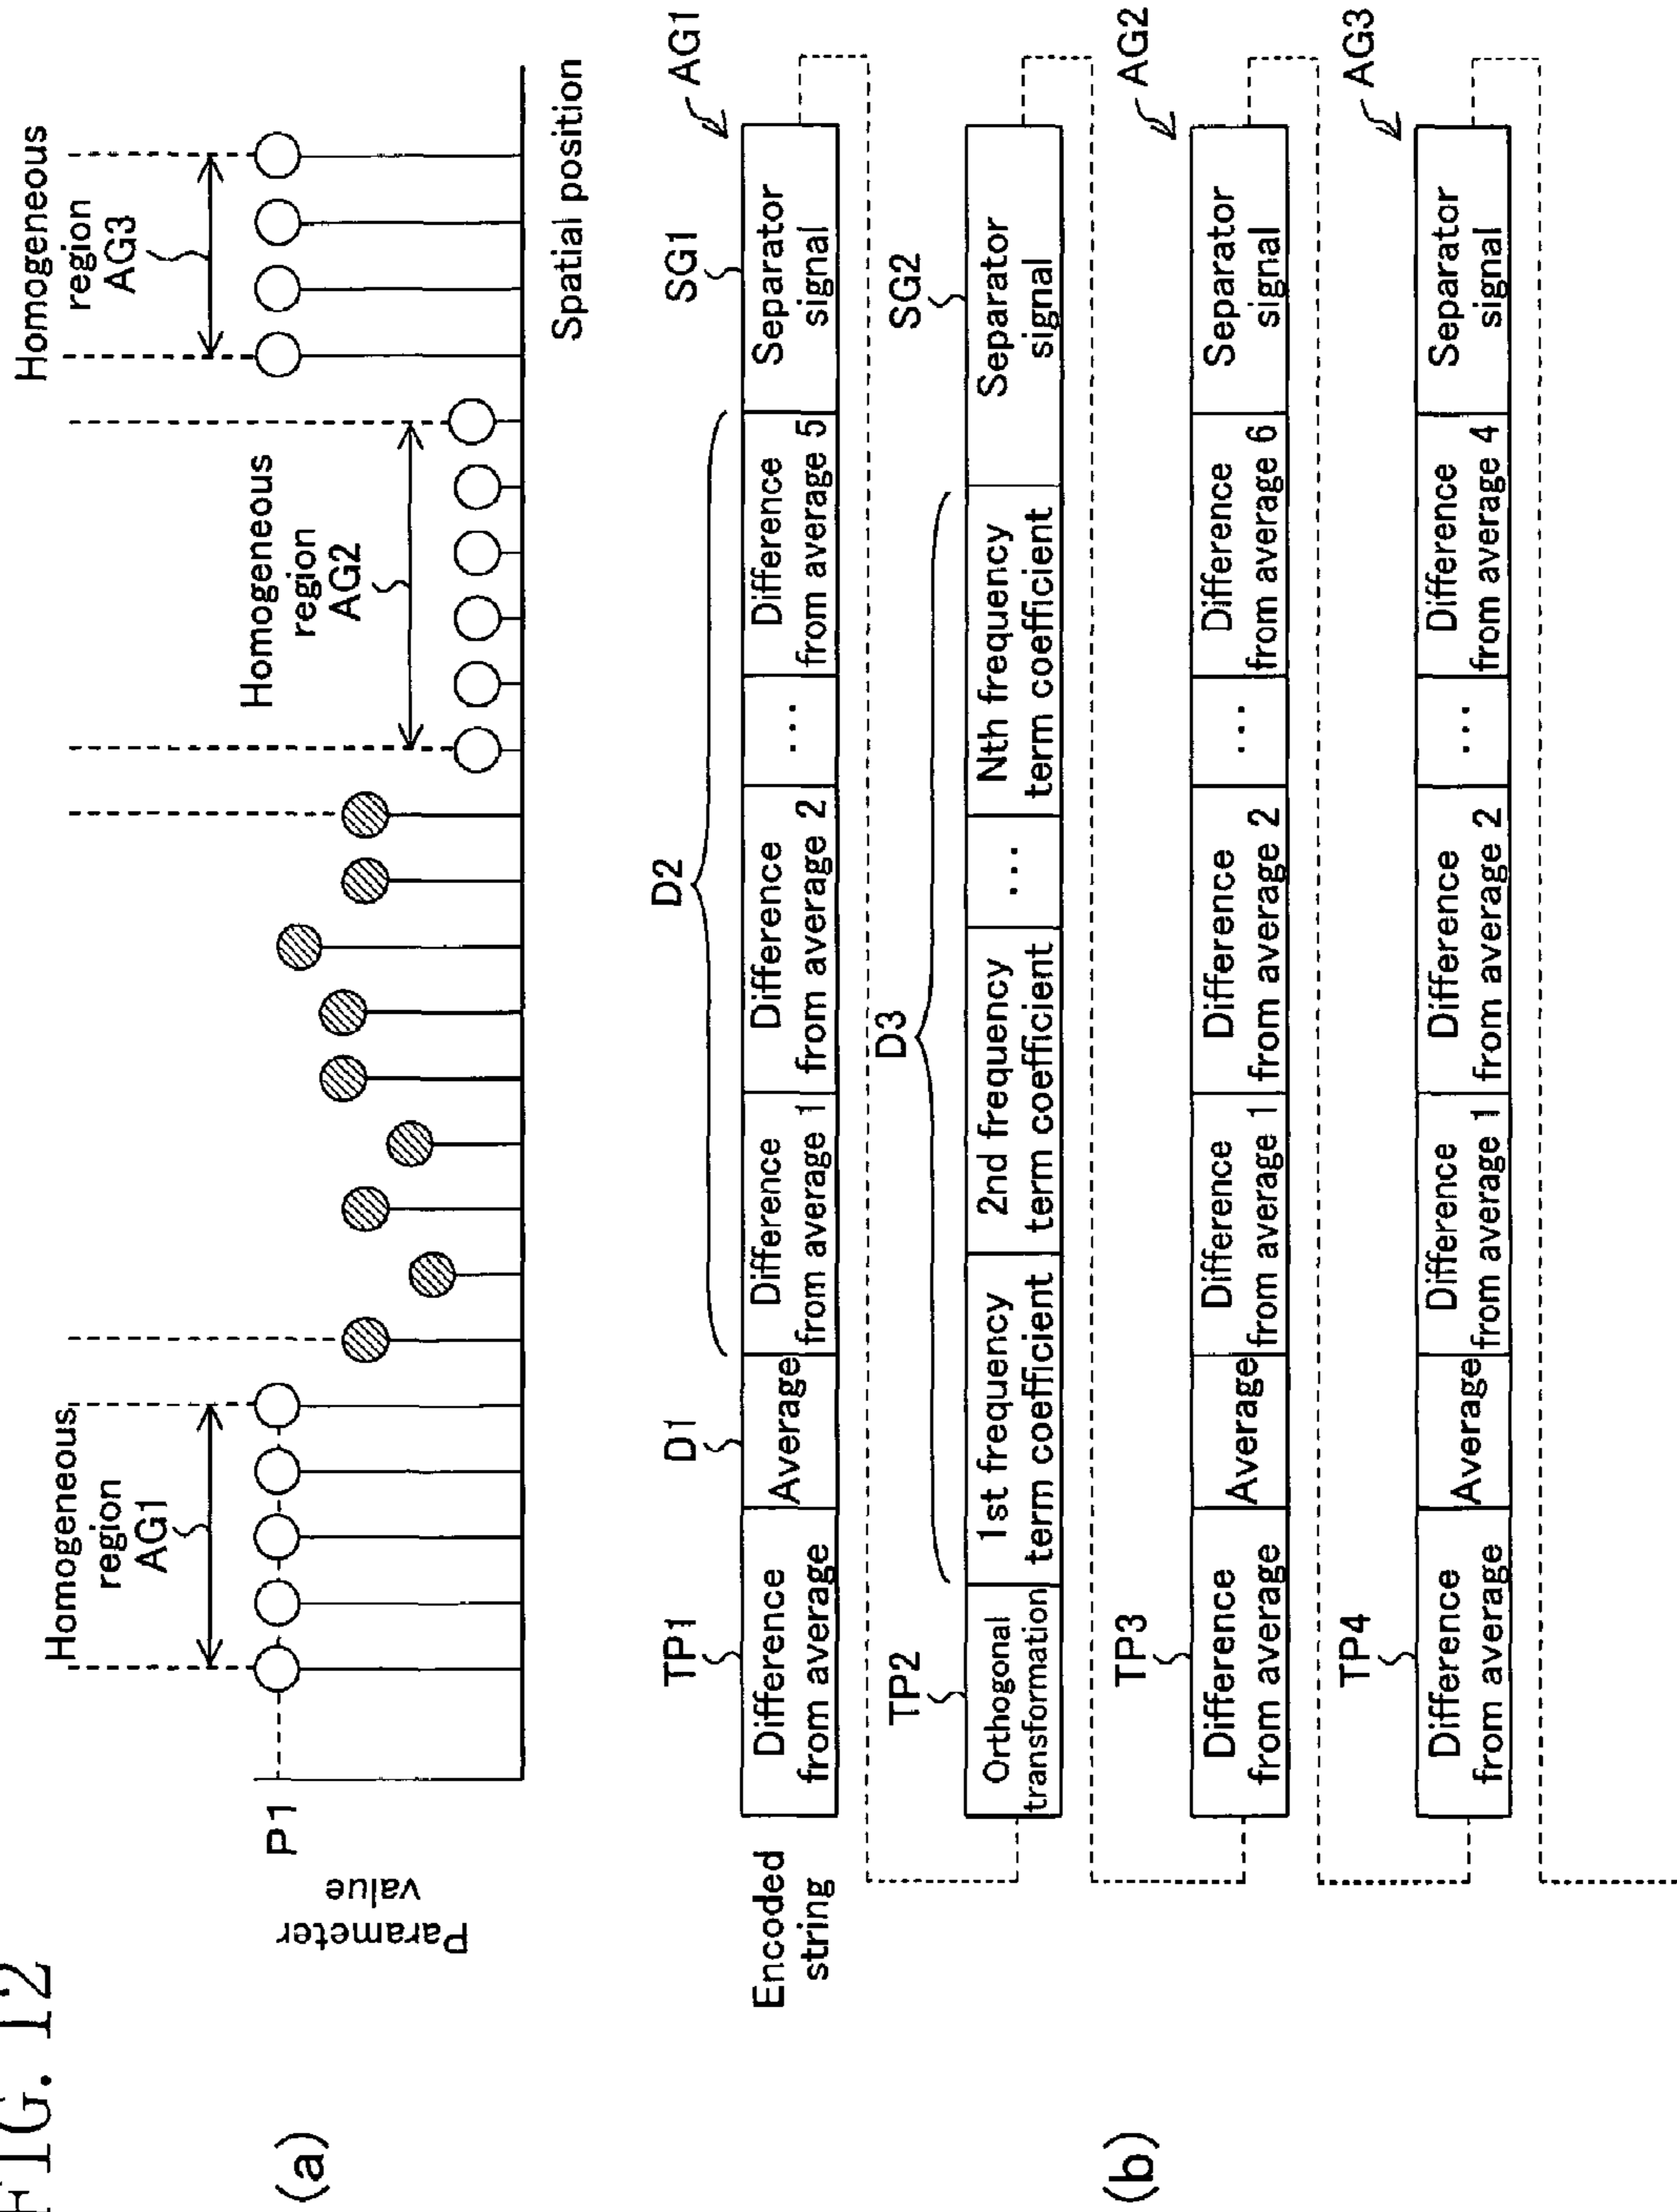 FIG. 12
(a)
Parameter
value
P1
Homogeneous
region
AG1
Homogeneous
region
AG2
Homogeneous
region
AG3
Spatial position
(b)
Encoded
string
TP1
D1
D2
SG1
AG1
Difference
from average
Average
Difference
from average 1
Difference
from average 2
...
Difference
from average 5
Separator
signal
TP2
D3
SG2
Orthogonal
transformation
1st frequency
term coefficient
2nd frequency
term coefficient
...
Nth frequency
term coefficient
Separator
signal
TP3
AG2
Difference
from average
Average
Difference
from average 1
Difference
from average 2
...
Difference
from average 6
Separator
signal
TP4
AG3
Difference
from average
Average
Difference
from average 1
Difference
from average 2
...
Difference
from average 4
Separator
signal